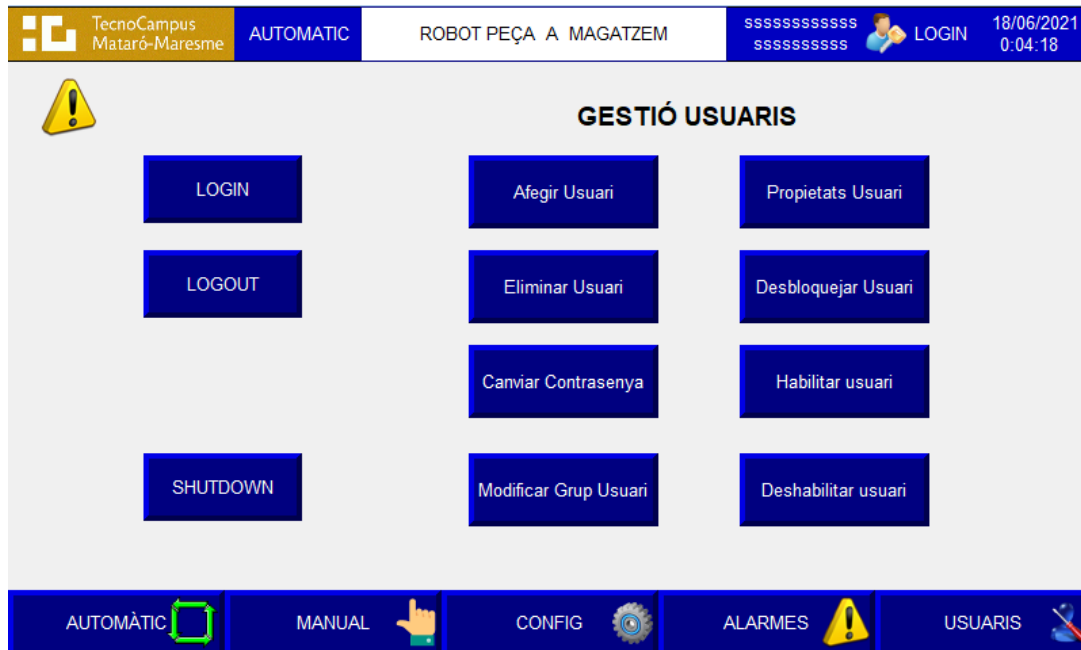 TecnoCampus
Mataró-Maresme
AUTOMATIC
ROBOT PEÇA A MAGATZEM
ssssssssssss
ssssssssss
LOGIN
18/06/2021
0:04:18
GESTIÓ USUARIS
LOGIN
Afegir Usuari
Propietats Usuari
LOGOUT
Eliminar Usuari
Desbloquejar Usuari
Canviar Contrasenya
Habilitar usuari
SHUTDOWN
Modificar Grup Usuari
Deshabilitar usuari
AUTOMÀTIC
MANUAL
CONFIG
ALARMES
USUARIS